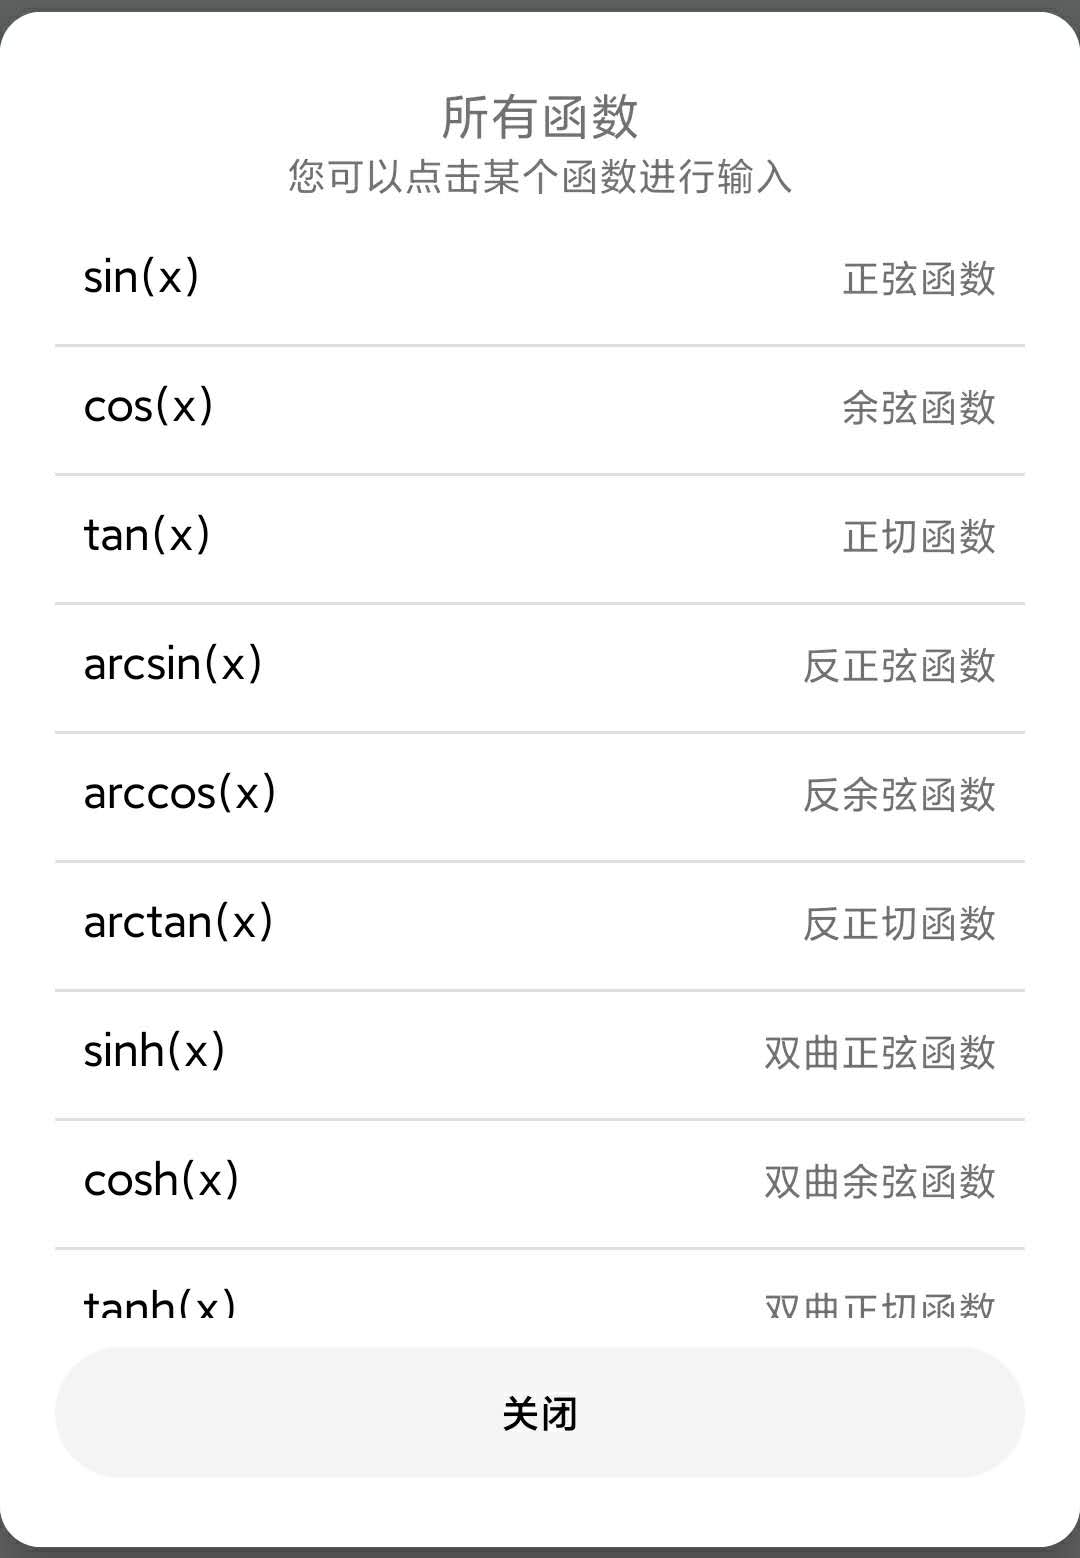 所有函数
您可以点击某个函数进行输入
sin(x) 正弦函数
cos(x) 余弦函数
tan(x) 正切函数
arcsin(x) 反正弦函数
arccos(x) 反余弦函数
arctan(x) 反正切函数
sinh(x) 双曲正弦函数
cosh(x) 双曲余弦函数
tanh(x) 双曲正切函数
关闭